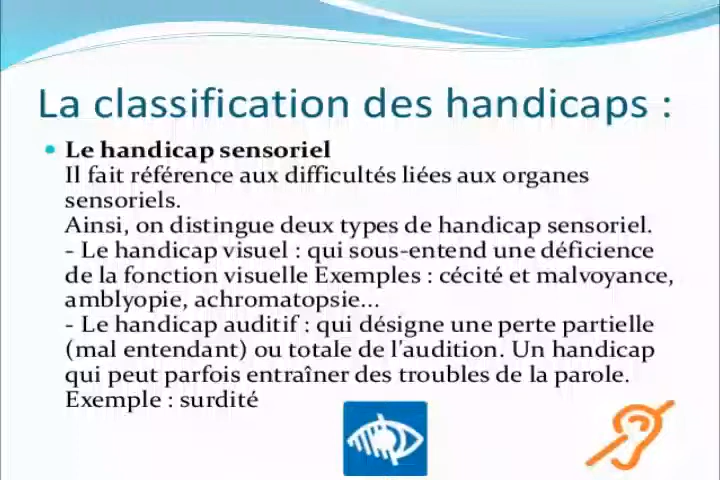 La classification des handicaps :
Le handicap sensoriel
Il fait référence aux difficultés liées aux organes
sensoriels.
Ainsi, on distingue deux types de handicap sensoriel.
- Le handicap visuel : qui sous-entend une déficience
de la fonction visuelle Exemples : cécité et malvoyance,
amblyopie, achromatopsie...
- Le handicap auditif : qui désigne une perte partielle
(mal entendant) ou totale de l'audition. Un handicap
qui peut parfois entraîner des troubles de la parole.
Exemple : surdité